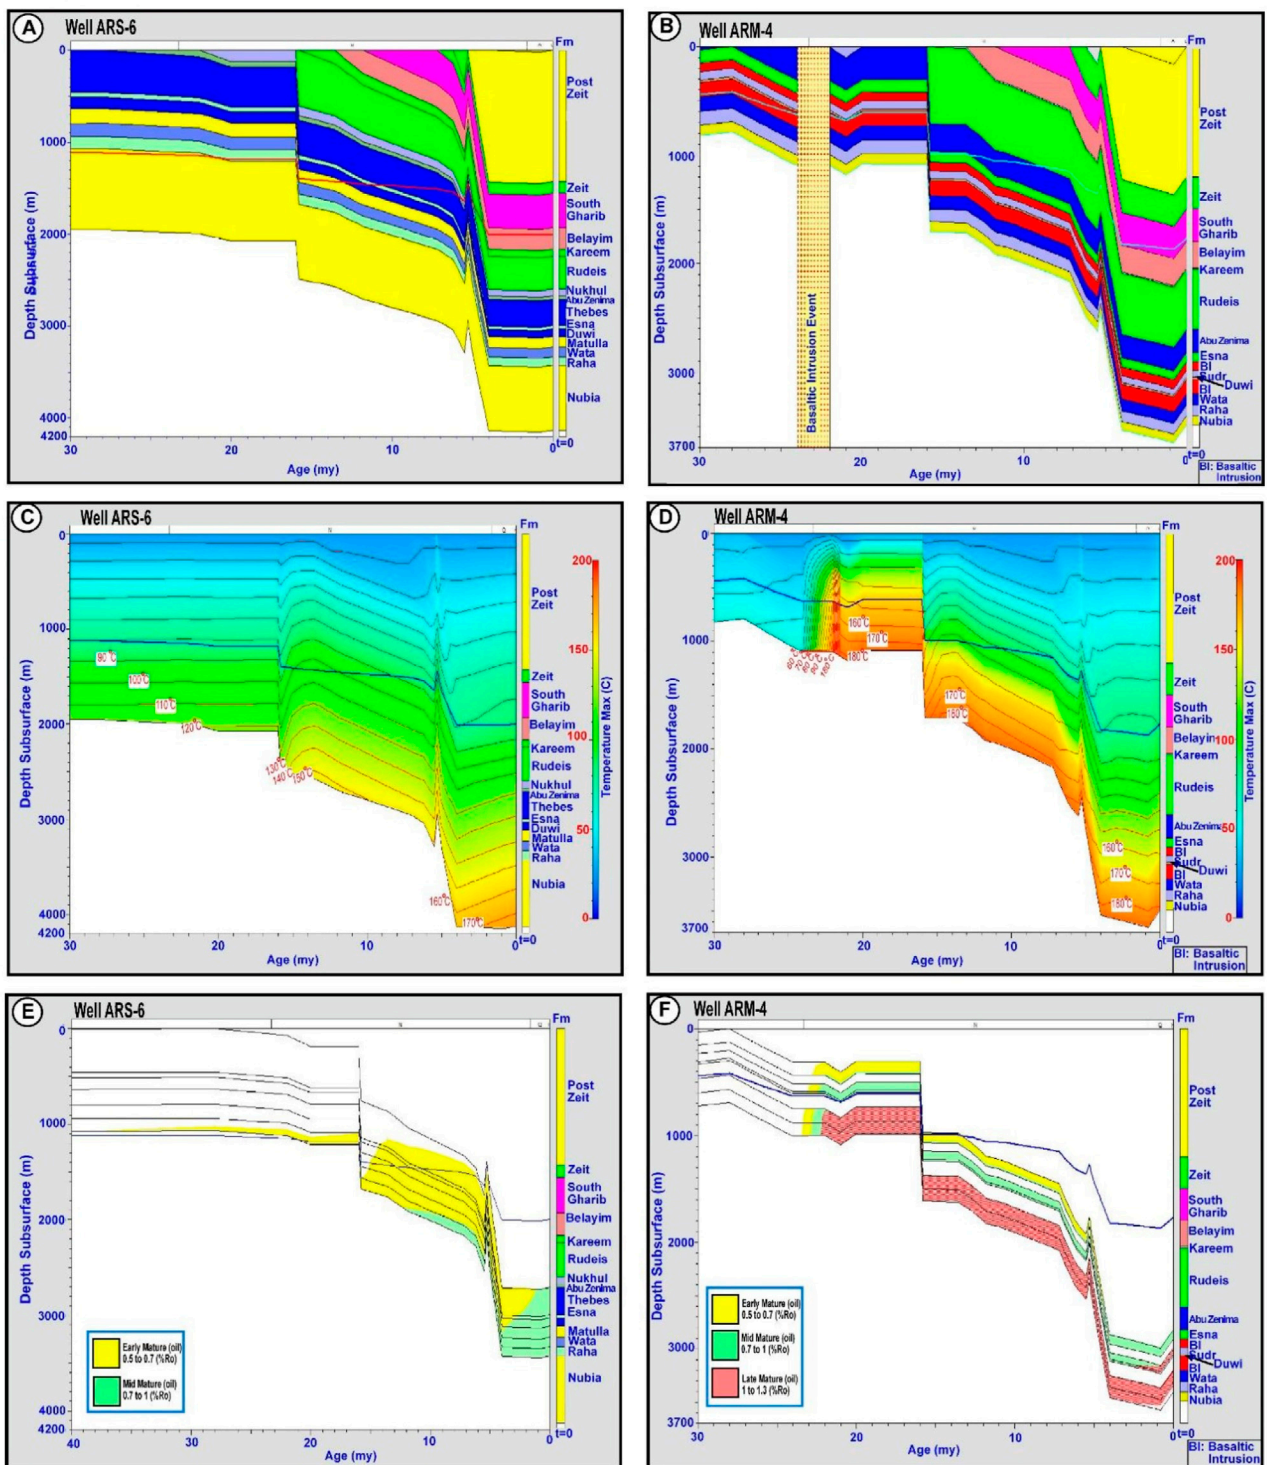 A Well ARS-6
Fm
0
1000
2000
3000
4000
4200
Depth Subsurface (m)
30
20
10
0
t=0
Age (my)
Post
Zeit
Zeit
South
Gharib
Belayim
Kareem
Rudeis
Nukhul
Abu Zenima
Thebes
Esna
Duwi
Matulla
Wata
Raha
Nubia
B Well ARM-4
Fm
0
1000
2000
3000
3700
Depth Subsurface (m)
Basaltic Intrusion Event
30
20
10
0
t=0
Age (my)
Post
Zeit
Zeit
South
Gharib
Belayim
Kareem
Rudeis
Abu Zenima
Esna
BI
Sudr
Duwi
BI
Wata
Raha
Nubia
BI: Basaltic
Intrusion
C Well ARS-6
Fm
0
1000
2000
3000
4000
4200
Depth Subsurface (m)
90°C
100°C
110°C
120°C
130°C
140°C
150°C
160°C
170°C
30
20
10
0
t=0
Age (my)
Post
Zeit
Zeit
South
Gharib
Belayim
Kareem
Rudeis
Nukhul
Abu Zenima
Thebes
Esna
Duwi
Matulla
Wata
Raha
Nubia
200
150
100
50
0
Temperature Max (C)
D Well ARM-4
Fm
0
1000
2000
3000
3700
Depth Subsurface (m)
160°C
170°C
180°C
170°C
180°C
160°C
170°C
180°C
30
20
10
0
t=0
Age (my)
Post
Zeit
Zeit
South
Gharib
Belayim
Kareem
Rudeis
Abu Zenima
Esna
BI
Sudr
Duwi
BI
Wata
Raha
Nubia
200
150
100
50
0
Temperature Max (C)
BI: Basaltic
Intrusion
E Well ARS-6
Fm
0
1000
2000
3000
4000
4200
Depth Subsurface (m)
Early Mature (oil)
0.5 to 0.7 (%Ro)
Mid Mature (oil)
0.7 to 1 (%Ro)
40
30
20
10
0
t=0
Age (my)
Post
Zeit
Zeit
South
Gharib
Belayim
Kareem
Rudeis
Nukhul
Abu Zenima
Thebes
Esna
Matulla
Wata
Raha
Nubia
F Well ARM-4
Fm
0
1000
2000
3000
3700
Depth Subsurface (m)
Early Mature (oil)
0.5 to 0.7 (%Ro)
Mid Mature (oil)
0.7 to 1 (%Ro)
Late Mature (oil)
1 to 1.3 (%Ro)
30
20
10
0
t=0
Age (my)
Post
Zeit
Zeit
South
Gharib
Belayim
Kareem
Rudeis
Abu Zenima
Esna
BI
Sudr
Duwi
BI
Wata
Raha
Nubia
BI: Basaltic
Intrusion